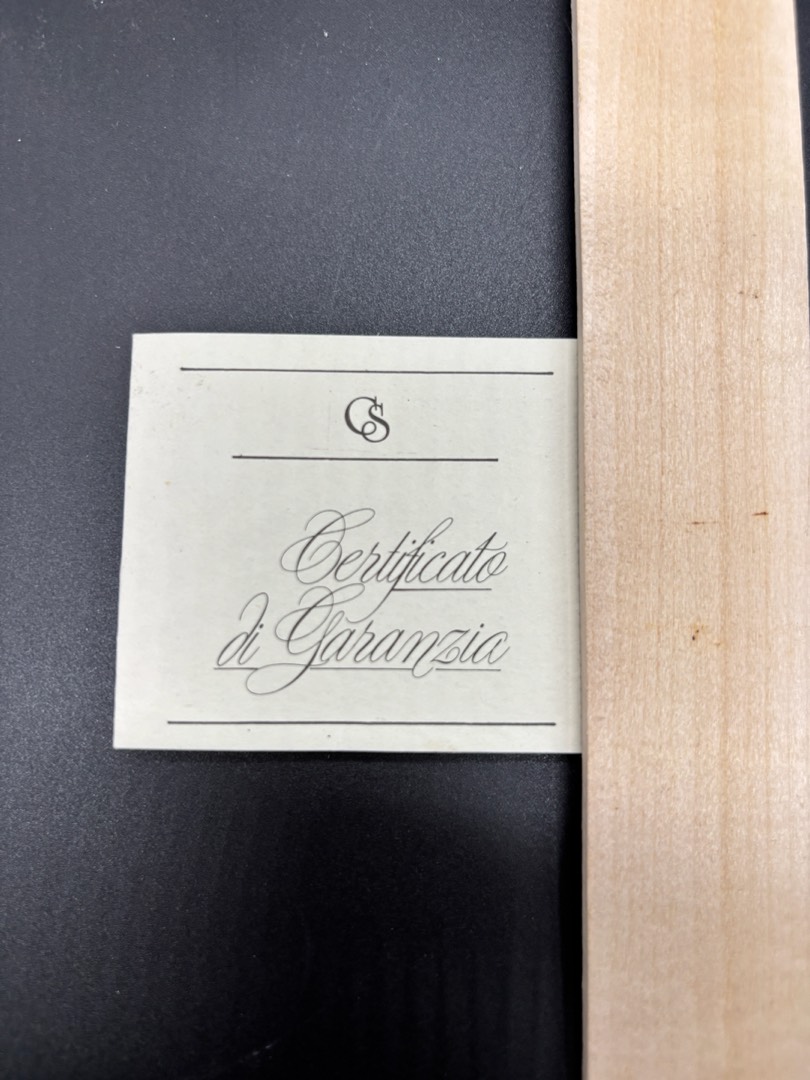 CS
Certificato
di Garanzia